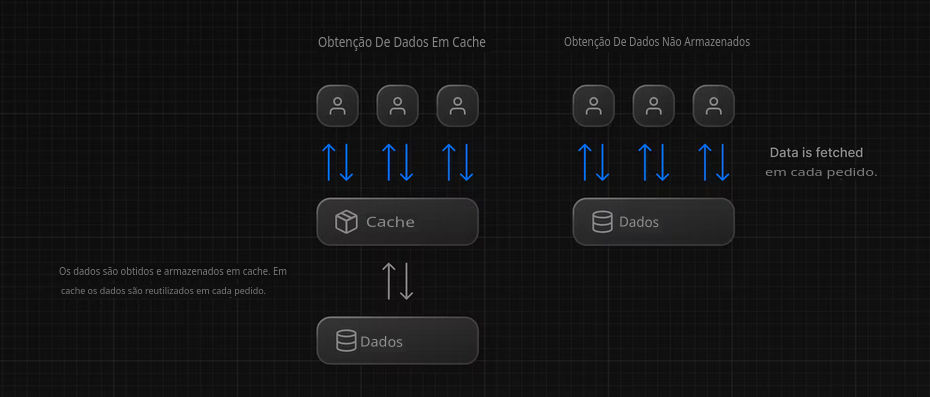 Obtenção De Dados Em Cache
Obtenção De Dados Não Armazenados
Data is fetched
em cada pedido.
Cache
Dados
Os dados são obtidos e armazenados em cache. Em
cache os dados são reutilizados em cada pedido.
Dados